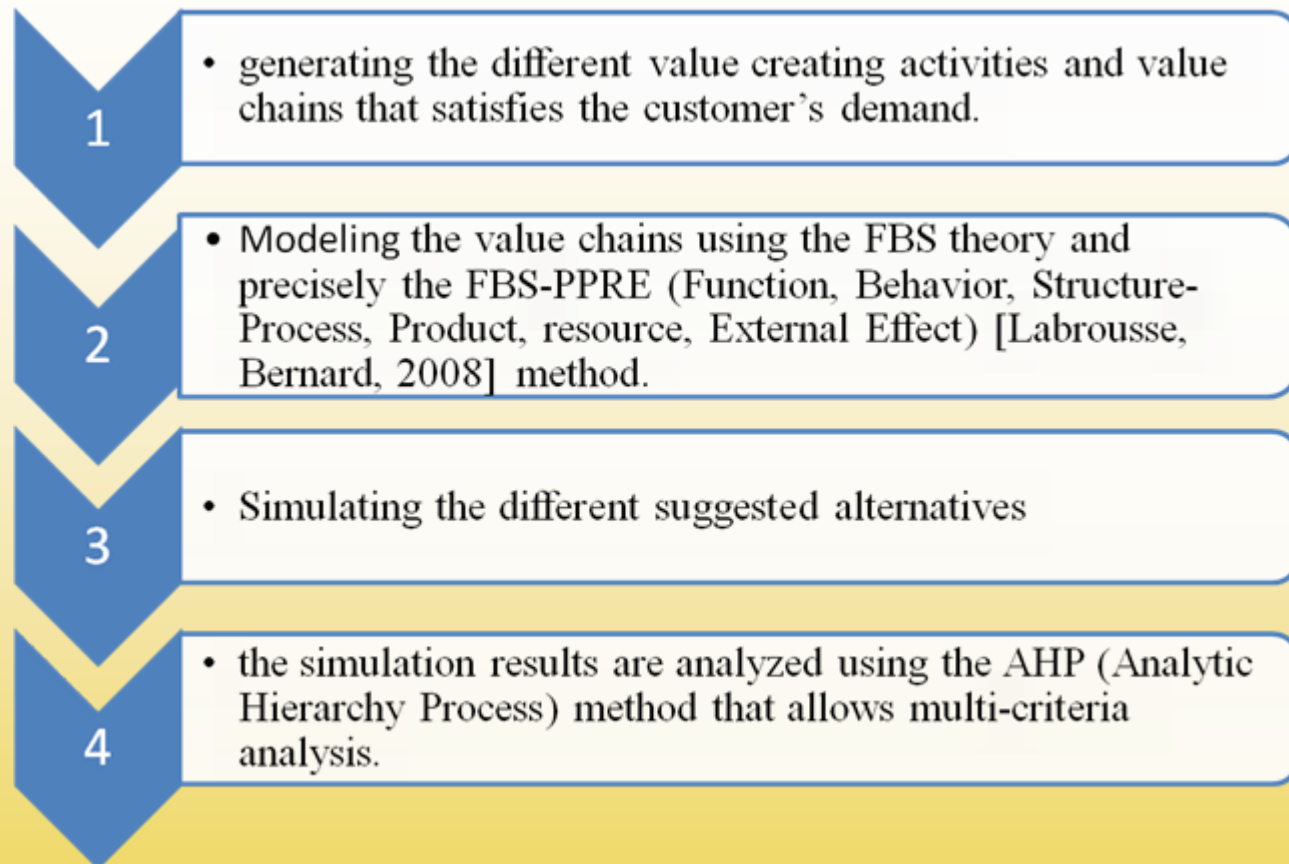 1
• generating the different value creating activities and value
chains that satisfies the customer’s demand.
2
• Modeling the value chains using the FBS theory and
precisely the FBS-PPRE (Function, Behavior, Structure-
Process, Product, resource, External Effect) [Labrousse,
Bernard, 2008] method.
3
• Simulating the different suggested alternatives
4
• the simulation results are analyzed using the AHP (Analytic
Hierarchy Process) method that allows multi-criteria
analysis.